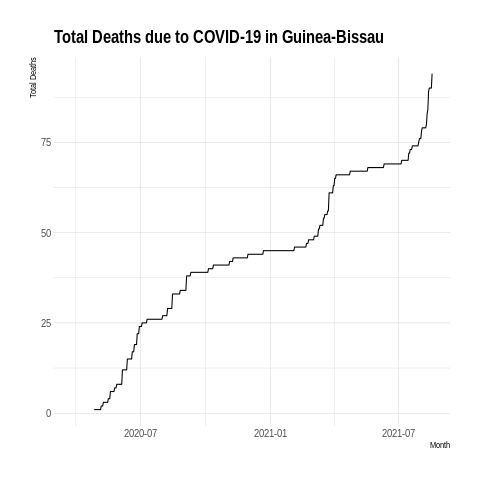 Total Deaths due to COVID-19 in Guinea-Bissau
Total Deaths
75
50
25
0
2020-07 2021-01 2021-07
Month